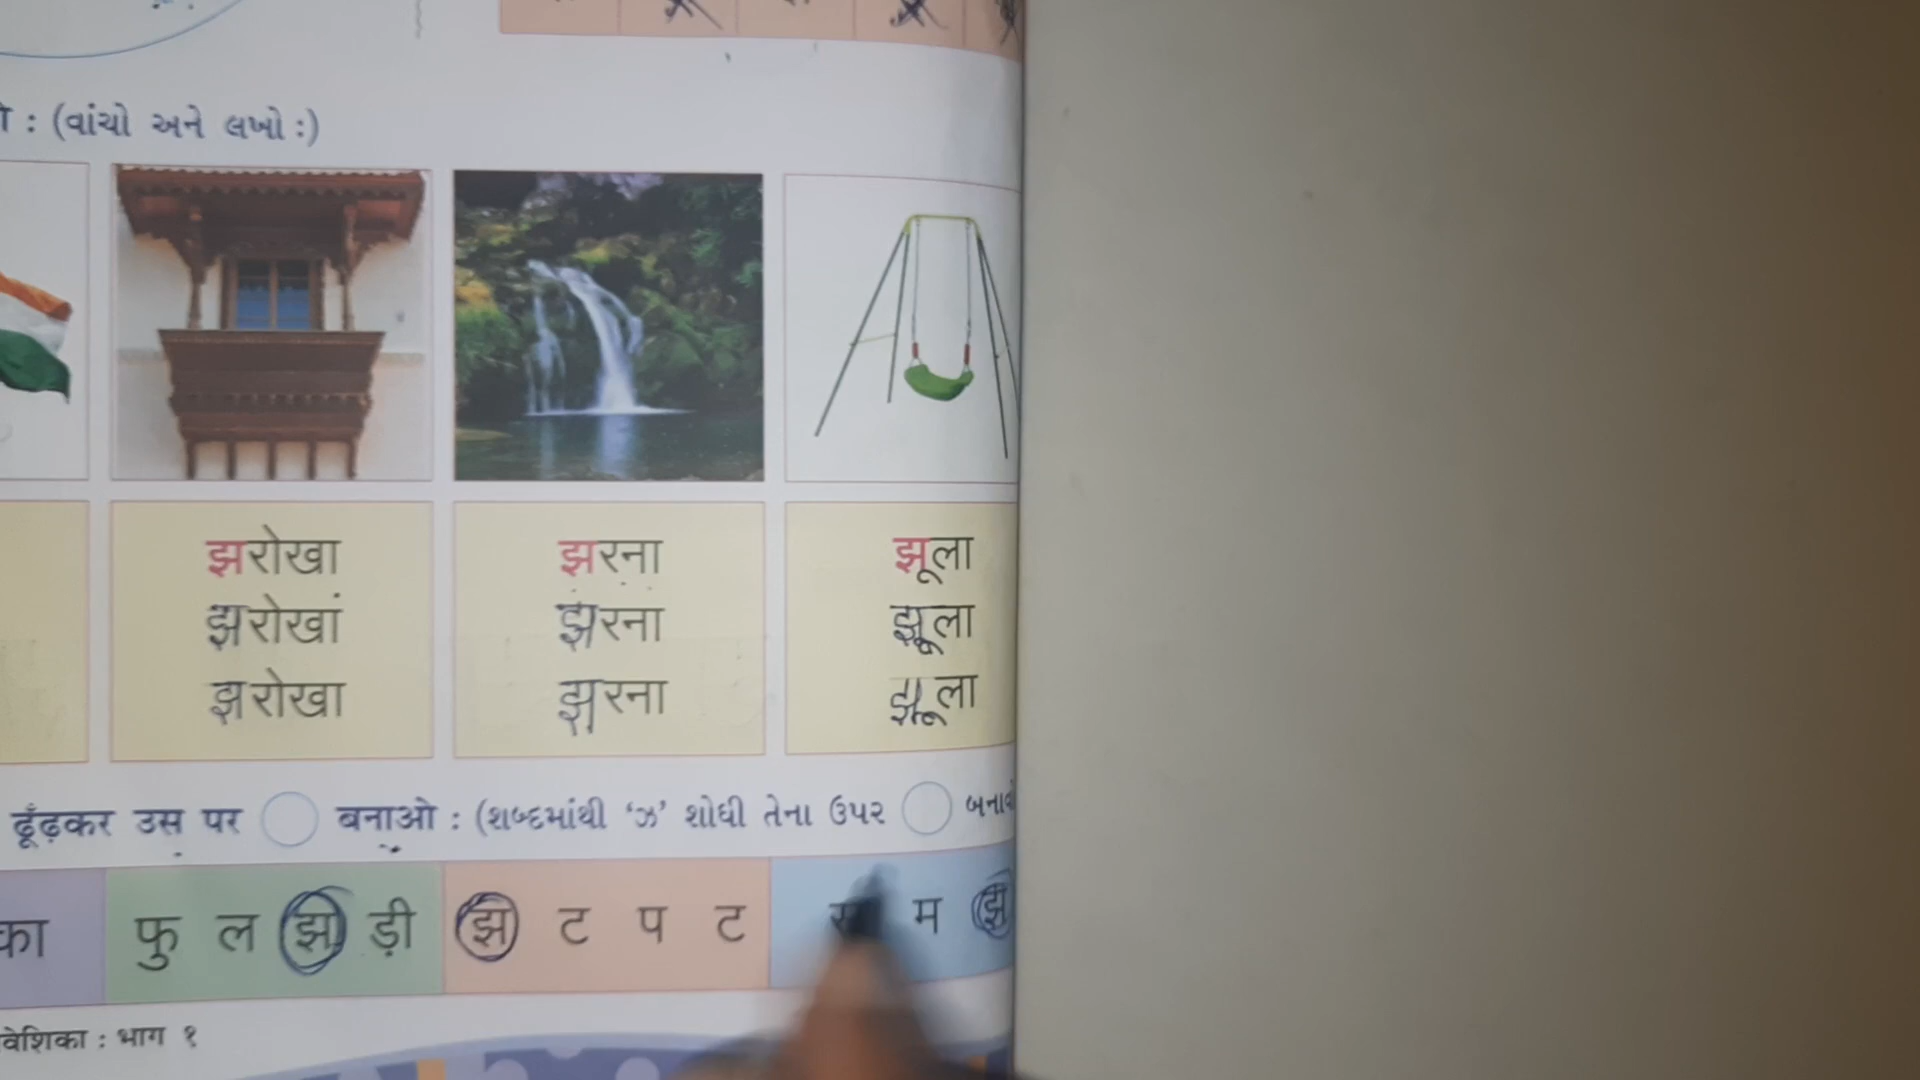 : (વાંચો અને લખો :)
झरोखा झरना झूला
झरोखां झरना झूला
झरोखा झरना झूला
ढूँढ़कर उस पर बनाओ : (શબ્દમાંથી ‘ઝ’ શોધી તેના ઉપર
का फु ल झ ड़ी झ ट प ट म झ
: भाग १